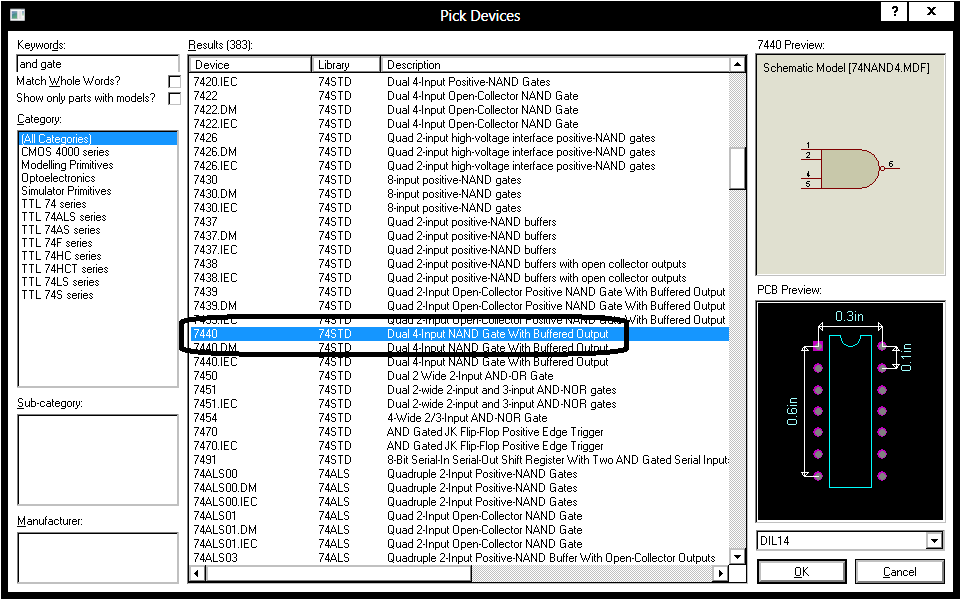 Pick Devices
? X
Keywords:
and gate
Match Whole Words?
Show only parts with models?
Category:
(All Categories)
CMOS 4000 series
Modelling Primitives
Optoelectronics
Simulator Primitives
TTL 74 series
TTL 74ALS series
TTL 74AS series
TTL 74F series
TTL 74HC series
TTL 74HCT series
TTL 74LS series
TTL 74S series
Sub-category:
Manufacturer:
Results (383):
Device Library Description
7420.IEC 74STD Dual 4-Input Positive-NAND Gates
7422 74STD Dual 4-Input Open-Collector NAND Gate
7422.DM 74STD Dual 4-Input Open-Collector NAND Gate
7422.IEC 74STD Dual 4-Input Open-Collector NAND Gate
7426 74STD Quad 2-input high-voltage interface positive-NAND gates
7426.DM 74STD Quad 2-input high-voltage interface positive-NAND gates
7426.IEC 74STD Quad 2-input high-voltage interface positive-NAND gates
7430 74STD 8-input positive-NAND gates
7430.DM 74STD 8-input positive-NAND gates
7430.IEC 74STD 8-input positive-NAND gates
7437 74STD Quad 2-input positive-NAND buffers
7437.DM 74STD Quad 2-input positive-NAND buffers
7437.IEC 74STD Quad 2-input positive-NAND buffers
7438 74STD Quad 2-input positive-NAND buffers with open collector outputs
7438.IEC 74STD Quad 2-input positive-NAND buffers with open collector outputs
7439 74STD Quad 2-Input Open-Collector Positive NAND Gate With Buffered Output
7439.DM 74STD Quad 2-Input Open-Collector Positive NAND Gate With Buffered Output
7439.IEC 74STD Quad 2-Input Open-Collector Positive NAND Gate With Buffered Output
7440 74STD Dual 4-Input NAND Gate With Buffered Output
7440.DM 74STD Dual 4-Input NAND Gate With Buffered Output
7440.IEC 74STD Dual 4-Input NAND Gate With Buffered Output
7450 74STD Dual 2 Wide 2-Input AND-OR Gate
7451 74STD Dual 2-wide 2-input and 3-input AND-NOR gates
7451.IEC 74STD Dual 2-wide 2-input and 3-input AND-NOR gates
7454 74STD 4-Wide 2/3-Input AND-NOR Gate
7470 74STD AND Gated JK Flip-Flop Positive Edge Trigger
7470.IEC 74STD AND Gated JK Flip-Flop Positive Edge Trigger
7491 74STD 8-Bit Serial-In Serial-Out Shift Register With Two AND Gated Serial Input
74ALS00 74ALS Quadruple 2-Input Positive-NAND Gates
74ALS00.DM 74ALS Quadruple 2-Input Positive-NAND Gates
74ALS00.IEC 74ALS Quadruple 2-Input Positive-NAND Gates
74ALS01 74ALS Quad 2-Input Open-Collector NAND Gate
74ALS01.DM 74ALS Quad 2-Input Open-Collector NAND Gate
74ALS01.IEC 74ALS Quad 2-Input Open-Collector NAND Gate
74ALS03 74ALS Quadruple 2-Input Positive-NAND Buffer With Open-Collector Outputs
7440 Preview:
Schematic Model [74NAND4.MDF]
1
2
4
5
6
PCB Preview:
0.3in
0.1in
0.6in
DIL14
OK Cancel